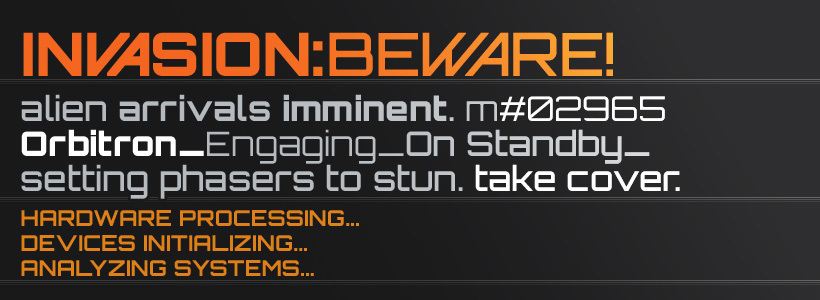 INVASION:BEWARE!
alien arrivals imminent. m#02965
Orbitron_Engaging_On Standby_
setting phasers to stun. take cover.
HARDWARE PROCESSING...
DEVICES INITIALIZING...
ANALYZING SYSTEMS...